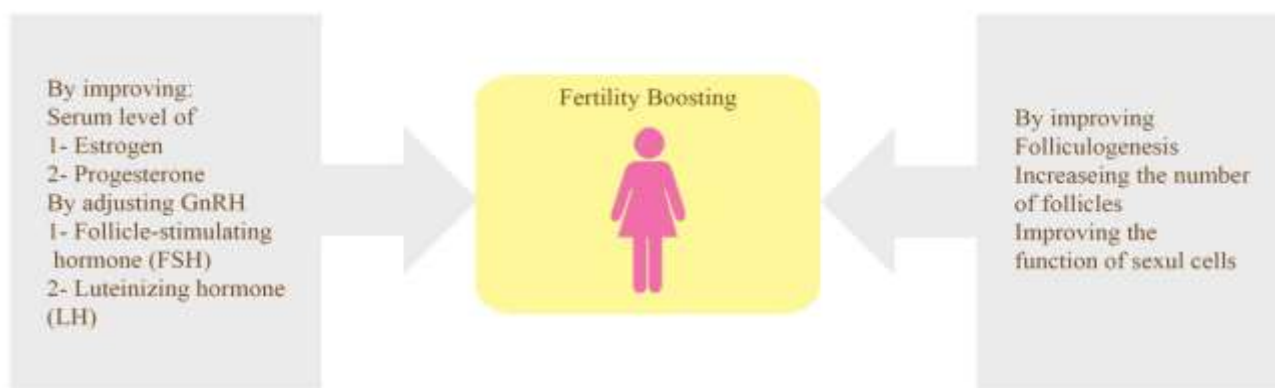 By improving:
Serum level of
1- Estrogen
2- Progesterone
By adjusting GnRH
1- Follicle-stimulating
hormone (FSH)
2- Luteinizing hormone
(LH)
Fertility Boosting
By improving
Folliculogenesis
Increaseing the number
of follicles
Improving the
function of sexul cells